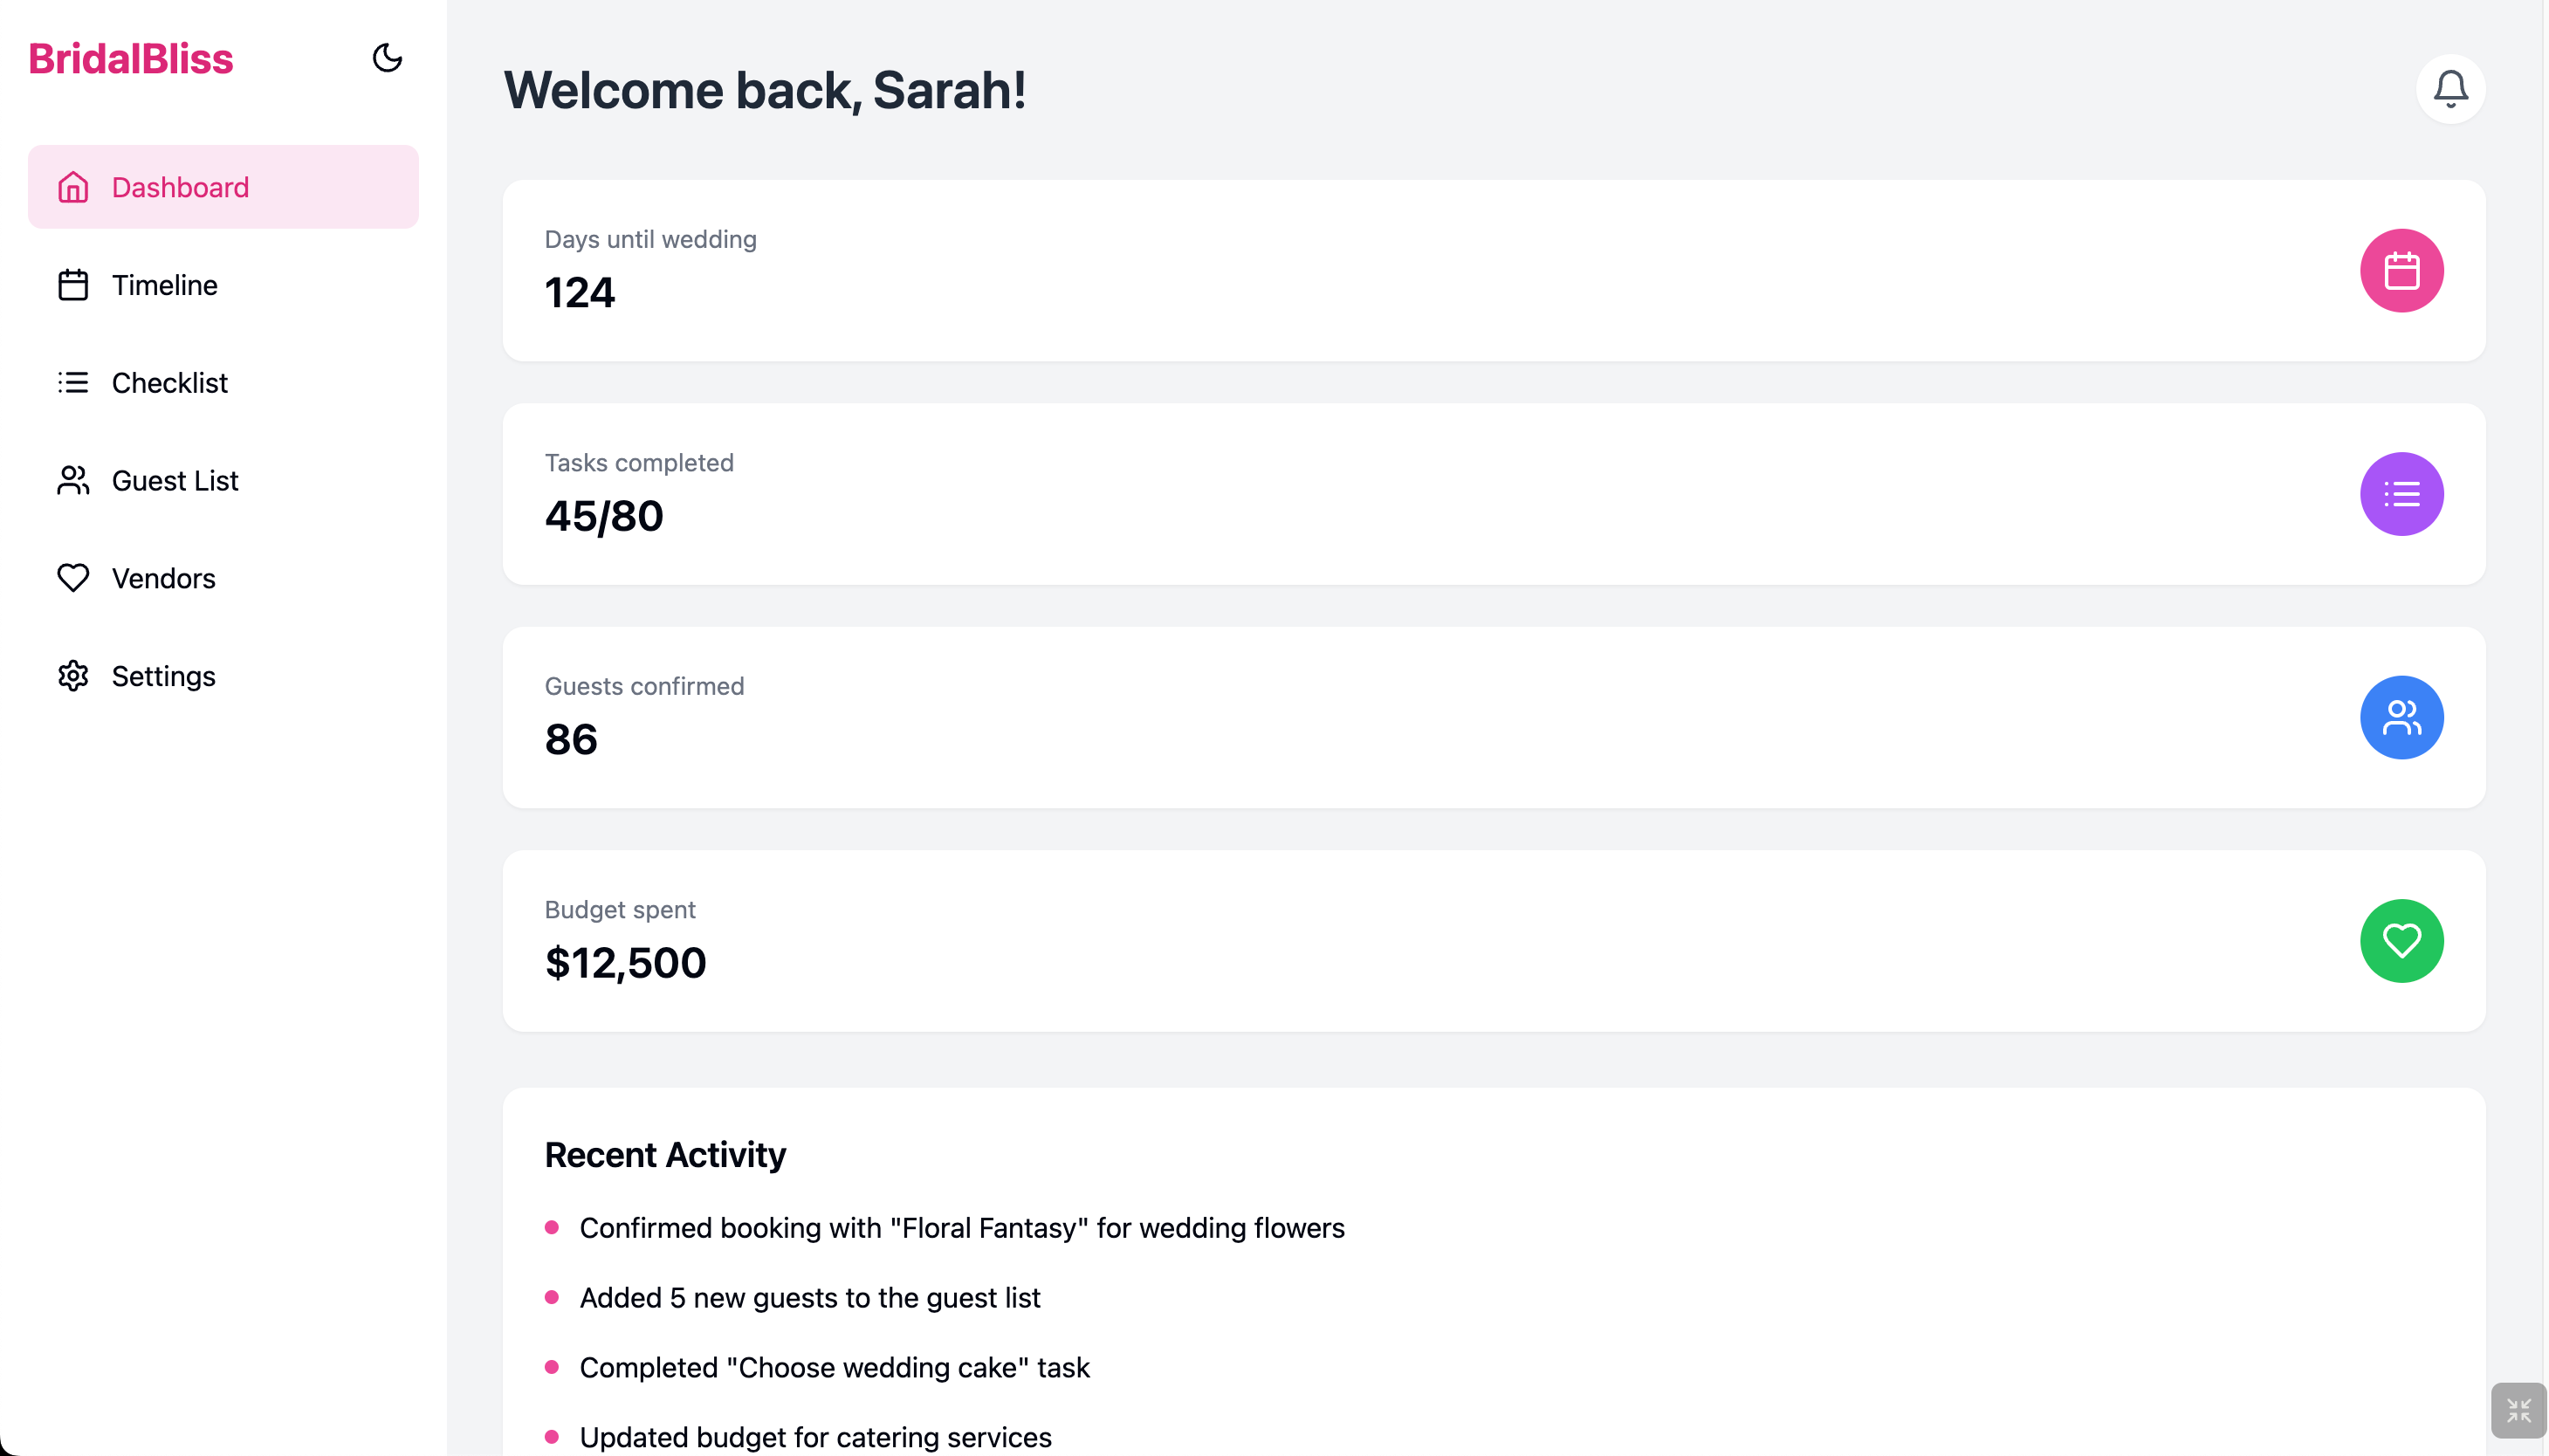 BridalBliss
Dashboard
Timeline
Checklist
Guest List
Vendors
Settings
Welcome back, Sarah!
Days until wedding
124
Tasks completed
45/80
Guests confirmed
86
Budget spent
$12,500
Recent Activity
Confirmed booking with "Floral Fantasy" for wedding flowers
Added 5 new guests to the guest list
Completed "Choose wedding cake" task
Updated budget for catering services